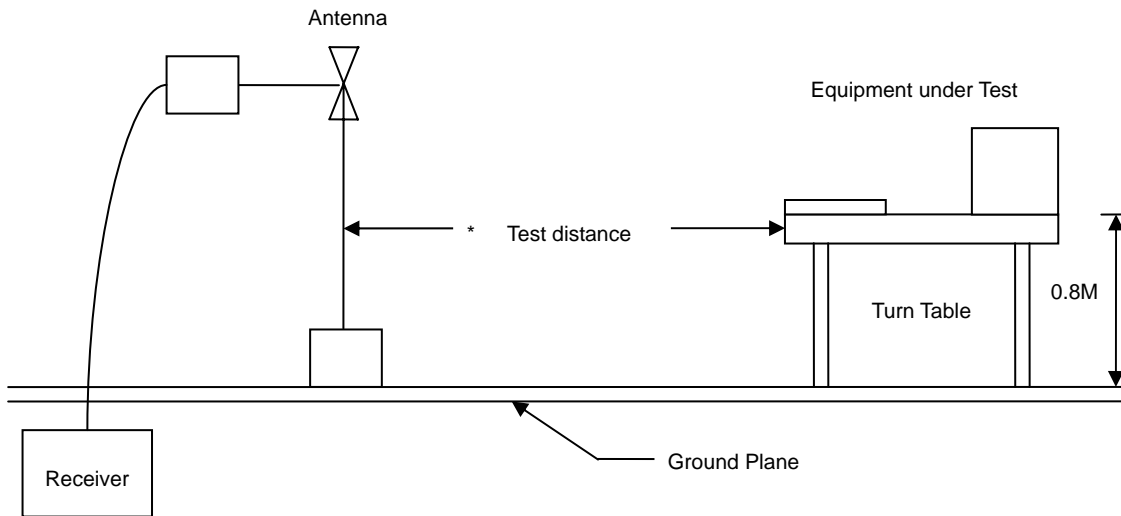 Antenna
Equipment under Test
* Test distance
0.8M
Turn Table
Ground Plane
Receiver